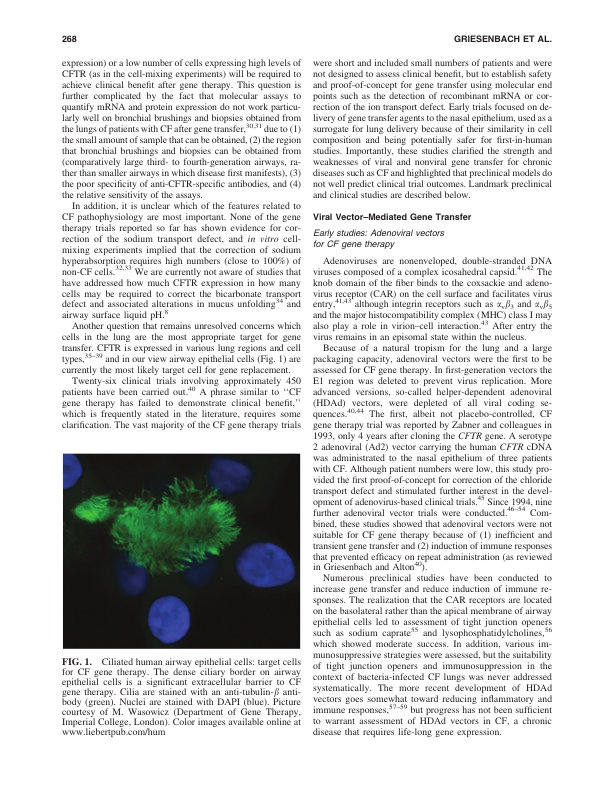 268
GRIESENBACH ET AL.
expression) or a low number of cells expressing high levels of
CFTR (as in the cell-mixing experiments) will be required to
achieve clinical benefit after gene therapy. This question is
further complicated by the fact that molecular assays to
quantify mRNA and protein expression do not work particu-
larly well on bronchial brushings and biopsies obtained from
the lungs of patients with CF after gene transfer,30,31 due to (1)
the small amount of sample that can be obtained, (2) the region
that bronchial brushings and biopsies can be obtained from
(comparatively large third- to fourth-generation airways, ra-
ther than smaller airways in which disease first manifests), (3)
the poor specificity of anti-CFTR-specific antibodies, and (4)
the relative sensitivity of the assays.
In addition, it is unclear which of the features related to
CF pathophysiology are most important. None of the gene
therapy trials reported so far has shown evidence for cor-
rection of the sodium transport defect, and in vitro cell-
mixing experiments implied that the correction of sodium
hyperabsorption requires high numbers (close to 100%) of
non-CF cells.32,33 We are currently not aware of studies that
have addressed how much CFTR expression in how many
cells may be required to correct the bicarbonate transport
defect and associated alterations in mucus unfolding34 and
airway surface liquid pH.8
Another question that remains unresolved concerns which
cells in the lung are the most appropriate target for gene
transfer. CFTR is expressed in various lung regions and cell
types,35–39 and in our view airway epithelial cells (Fig. 1) are
currently the most likely target cell for gene replacement.
Twenty-six clinical trials involving approximately 450
patients have been carried out.40 A phrase similar to ‘‘CF
gene therapy has failed to demonstrate clinical benefit,’’
which is frequently stated in the literature, requires some
clarification. The vast majority of the CF gene therapy trials
FIG. 1. Ciliated human airway epithelial cells: target cells
for CF gene therapy. The dense ciliary border on airway
epithelial cells is a significant extracellular barrier to CF
gene therapy. Cilia are stained with an anti-tubulin-β anti-
body (green). Nuclei are stained with DAPI (blue). Picture
courtesy of M. Wasowicz (Department of Gene Therapy,
Imperial College, London). Color images available online at
www.liebertpub.com/hum
were short and included small numbers of patients and were
not designed to assess clinical benefit, but to establish safety
and proof-of-concept for gene transfer using molecular end
points such as the detection of recombinant mRNA or cor-
rection of the ion transport defect. Early trials focused on de-
livery of gene transfer agents to the nasal epithelium, used as a
surrogate for lung delivery because of their similarity in cell
composition and being potentially safer for first-in-human
studies. Importantly, these studies clarified the strength and
weaknesses of viral and nonviral gene transfer for chronic
diseases such as CF and highlighted that preclinical models do
not well predict clinical trial outcomes. Landmark preclinical
and clinical studies are described below.
Viral Vector–Mediated Gene Transfer
Early studies: Adenoviral vectors
for CF gene therapy
Adenoviruses are nonenveloped, double-stranded DNA
viruses composed of a complex icosahedral capsid.41,42 The
knob domain of the fiber binds to the coxsackie and adeno-
virus receptor (CAR) on the cell surface and facilitates virus
entry,41,43 although integrin receptors such as αvβ3 and αvβ5
and the major histocompatibility complex (MHC) class I may
also play a role in virion–cell interaction.43 After entry the
virus remains in an episomal state within the nucleus.
Because of a natural tropism for the lung and a large
packaging capacity, adenoviral vectors were the first to be
assessed for CF gene therapy. In first-generation vectors the
E1 region was deleted to prevent virus replication. More
advanced versions, so-called helper-dependent adenoviral
(HDAd) vectors, were depleted of all viral coding se-
quences.40,44 The first, albeit not placebo-controlled, CF
gene therapy trial was reported by Zabner and colleagues in
1993, only 4 years after cloning the CFTR gene. A serotype
2 adenoviral (Ad2) vector carrying the human CFTR cDNA
was administrated to the nasal epithelium of three patients
with CF. Although patient numbers were low, this study pro-
vided the first proof-of-concept for correction of the chloride
transport defect and stimulated further interest in the devel-
opment of adenovirus-based clinical trials.45 Since 1994, nine
further adenoviral vector trials were conducted.46–54 Com-
bined, these studies showed that adenoviral vectors were not
suitable for CF gene therapy because of (1) inefficient and
transient gene transfer and (2) induction of immune responses
that prevented efficacy on repeat administration (as reviewed
in Griesenbach and Alton40).
Numerous preclinical studies have been conducted to
increase gene transfer and reduce induction of immune re-
sponses. The realization that the CAR receptors are located
on the basolateral rather than the apical membrane of airway
epithelial cells led to assessment of tight junction openers
such as sodium caprate55 and lysophosphatidylcholines,56
which showed moderate success. In addition, various im-
munosuppressive strategies were assessed, but the suitability
of tight junction openers and immunosuppression in the
context of bacteria-infected CF lungs was never addressed
systematically. The more recent development of HDAd
vectors goes somewhat toward reducing inflammatory and
immune responses,57–59 but progress has not been sufficient
to warrant assessment of HDAd vectors in CF, a chronic
disease that requires life-long gene expression.